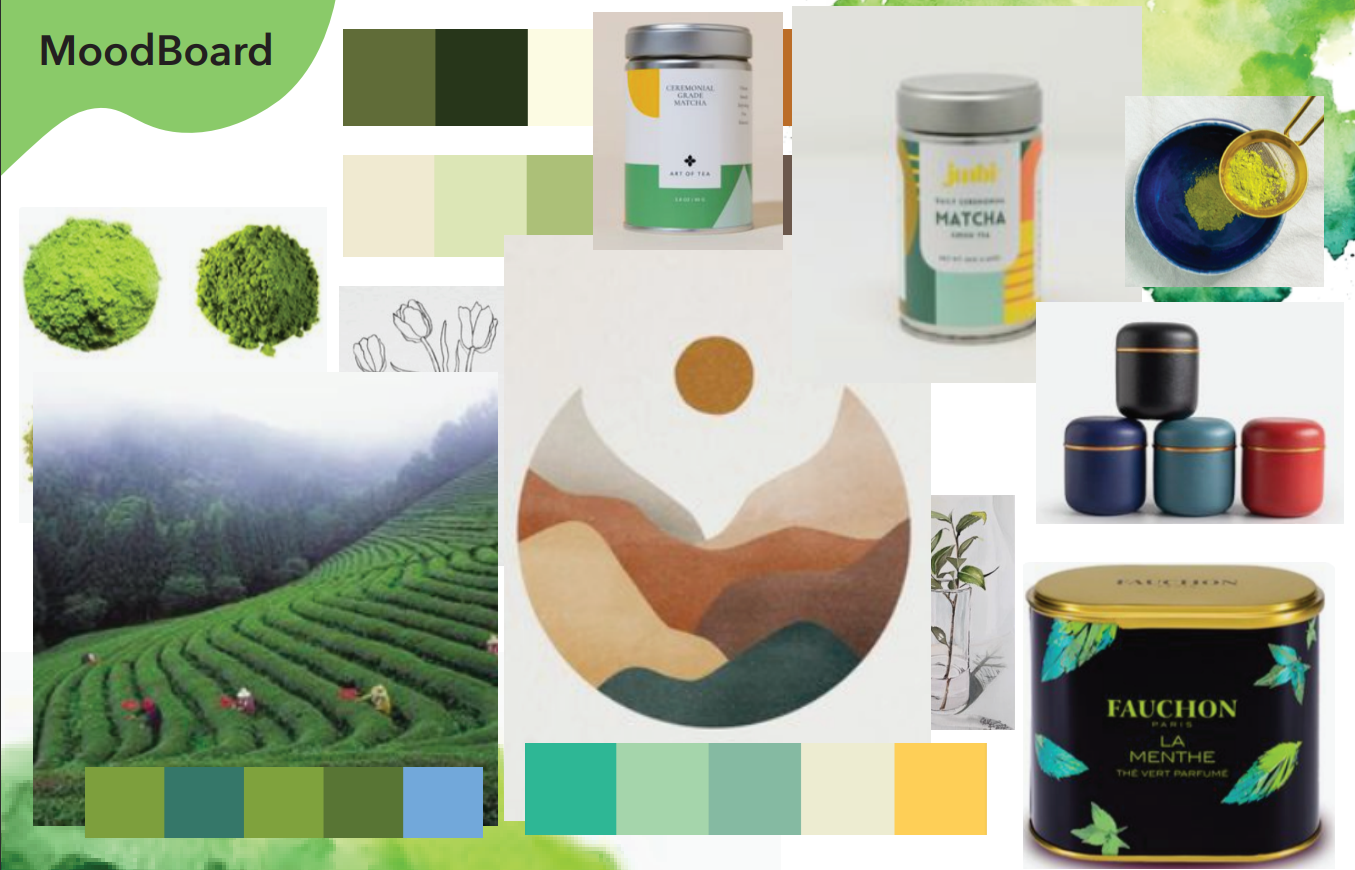 MoodBoard
CEREMONIAL
GRADE
MATCHA
ART OF TEA
jmbi
DAILY CEREMONIAL
MATCHA
GREEN TEA
FAUCHON
FAUCHON
PARIS
LA
MENTHE
THÉ VERT PARFUMÉ